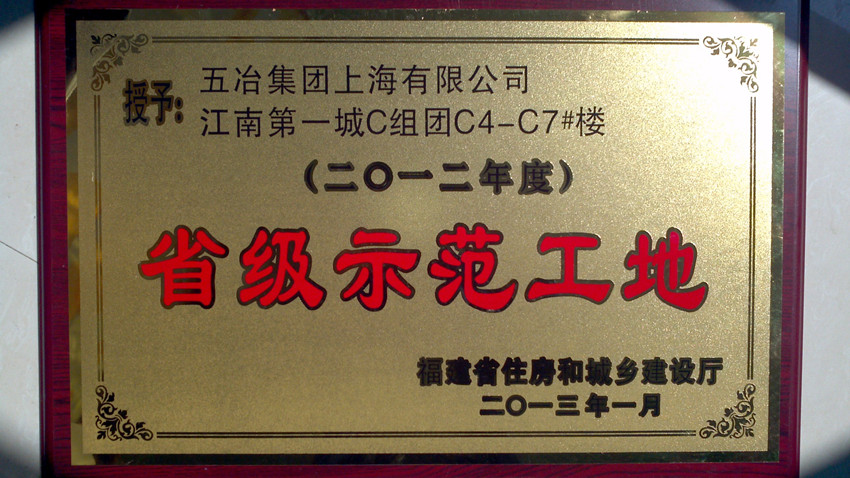 授予:
五冶集团上海有限公司
江南第一城C组团C4-C7#楼
(二〇一二年度)
省级示范工地
福建省住房和城乡建设厅
二〇一三年一月